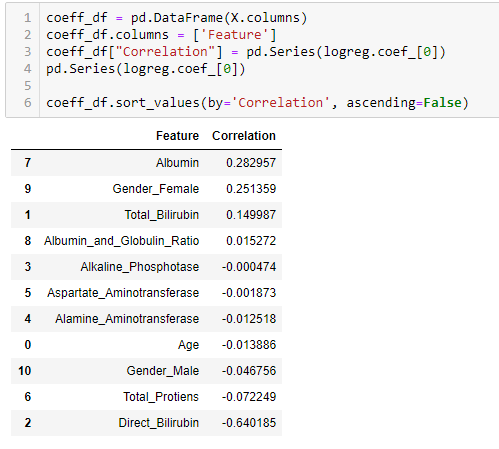 1 coeff_df = pd.DataFrame(X.columns)
2 coeff_df.columns = ['Feature']
3 coeff_df["Correlation"] = pd.Series(logreg.coef_[0])
4 pd.Series(logreg.coef_[0])
5
6 coeff_df.sort_values(by='Correlation', ascending=False)
Feature Correlation
7 Albumin 0.282957
9 Gender_Female 0.251359
1 Total_Bilirubin 0.149987
8 Albumin_and_Globulin_Ratio 0.015272
3 Alkaline_Phosphotase -0.000474
5 Aspartate_Aminotransferase -0.001873
4 Alamine_Aminotransferase -0.012518
0 Age -0.013886
10 Gender_Male -0.046756
6 Total_Protiens -0.072249
2 Direct_Bilirubin -0.640185